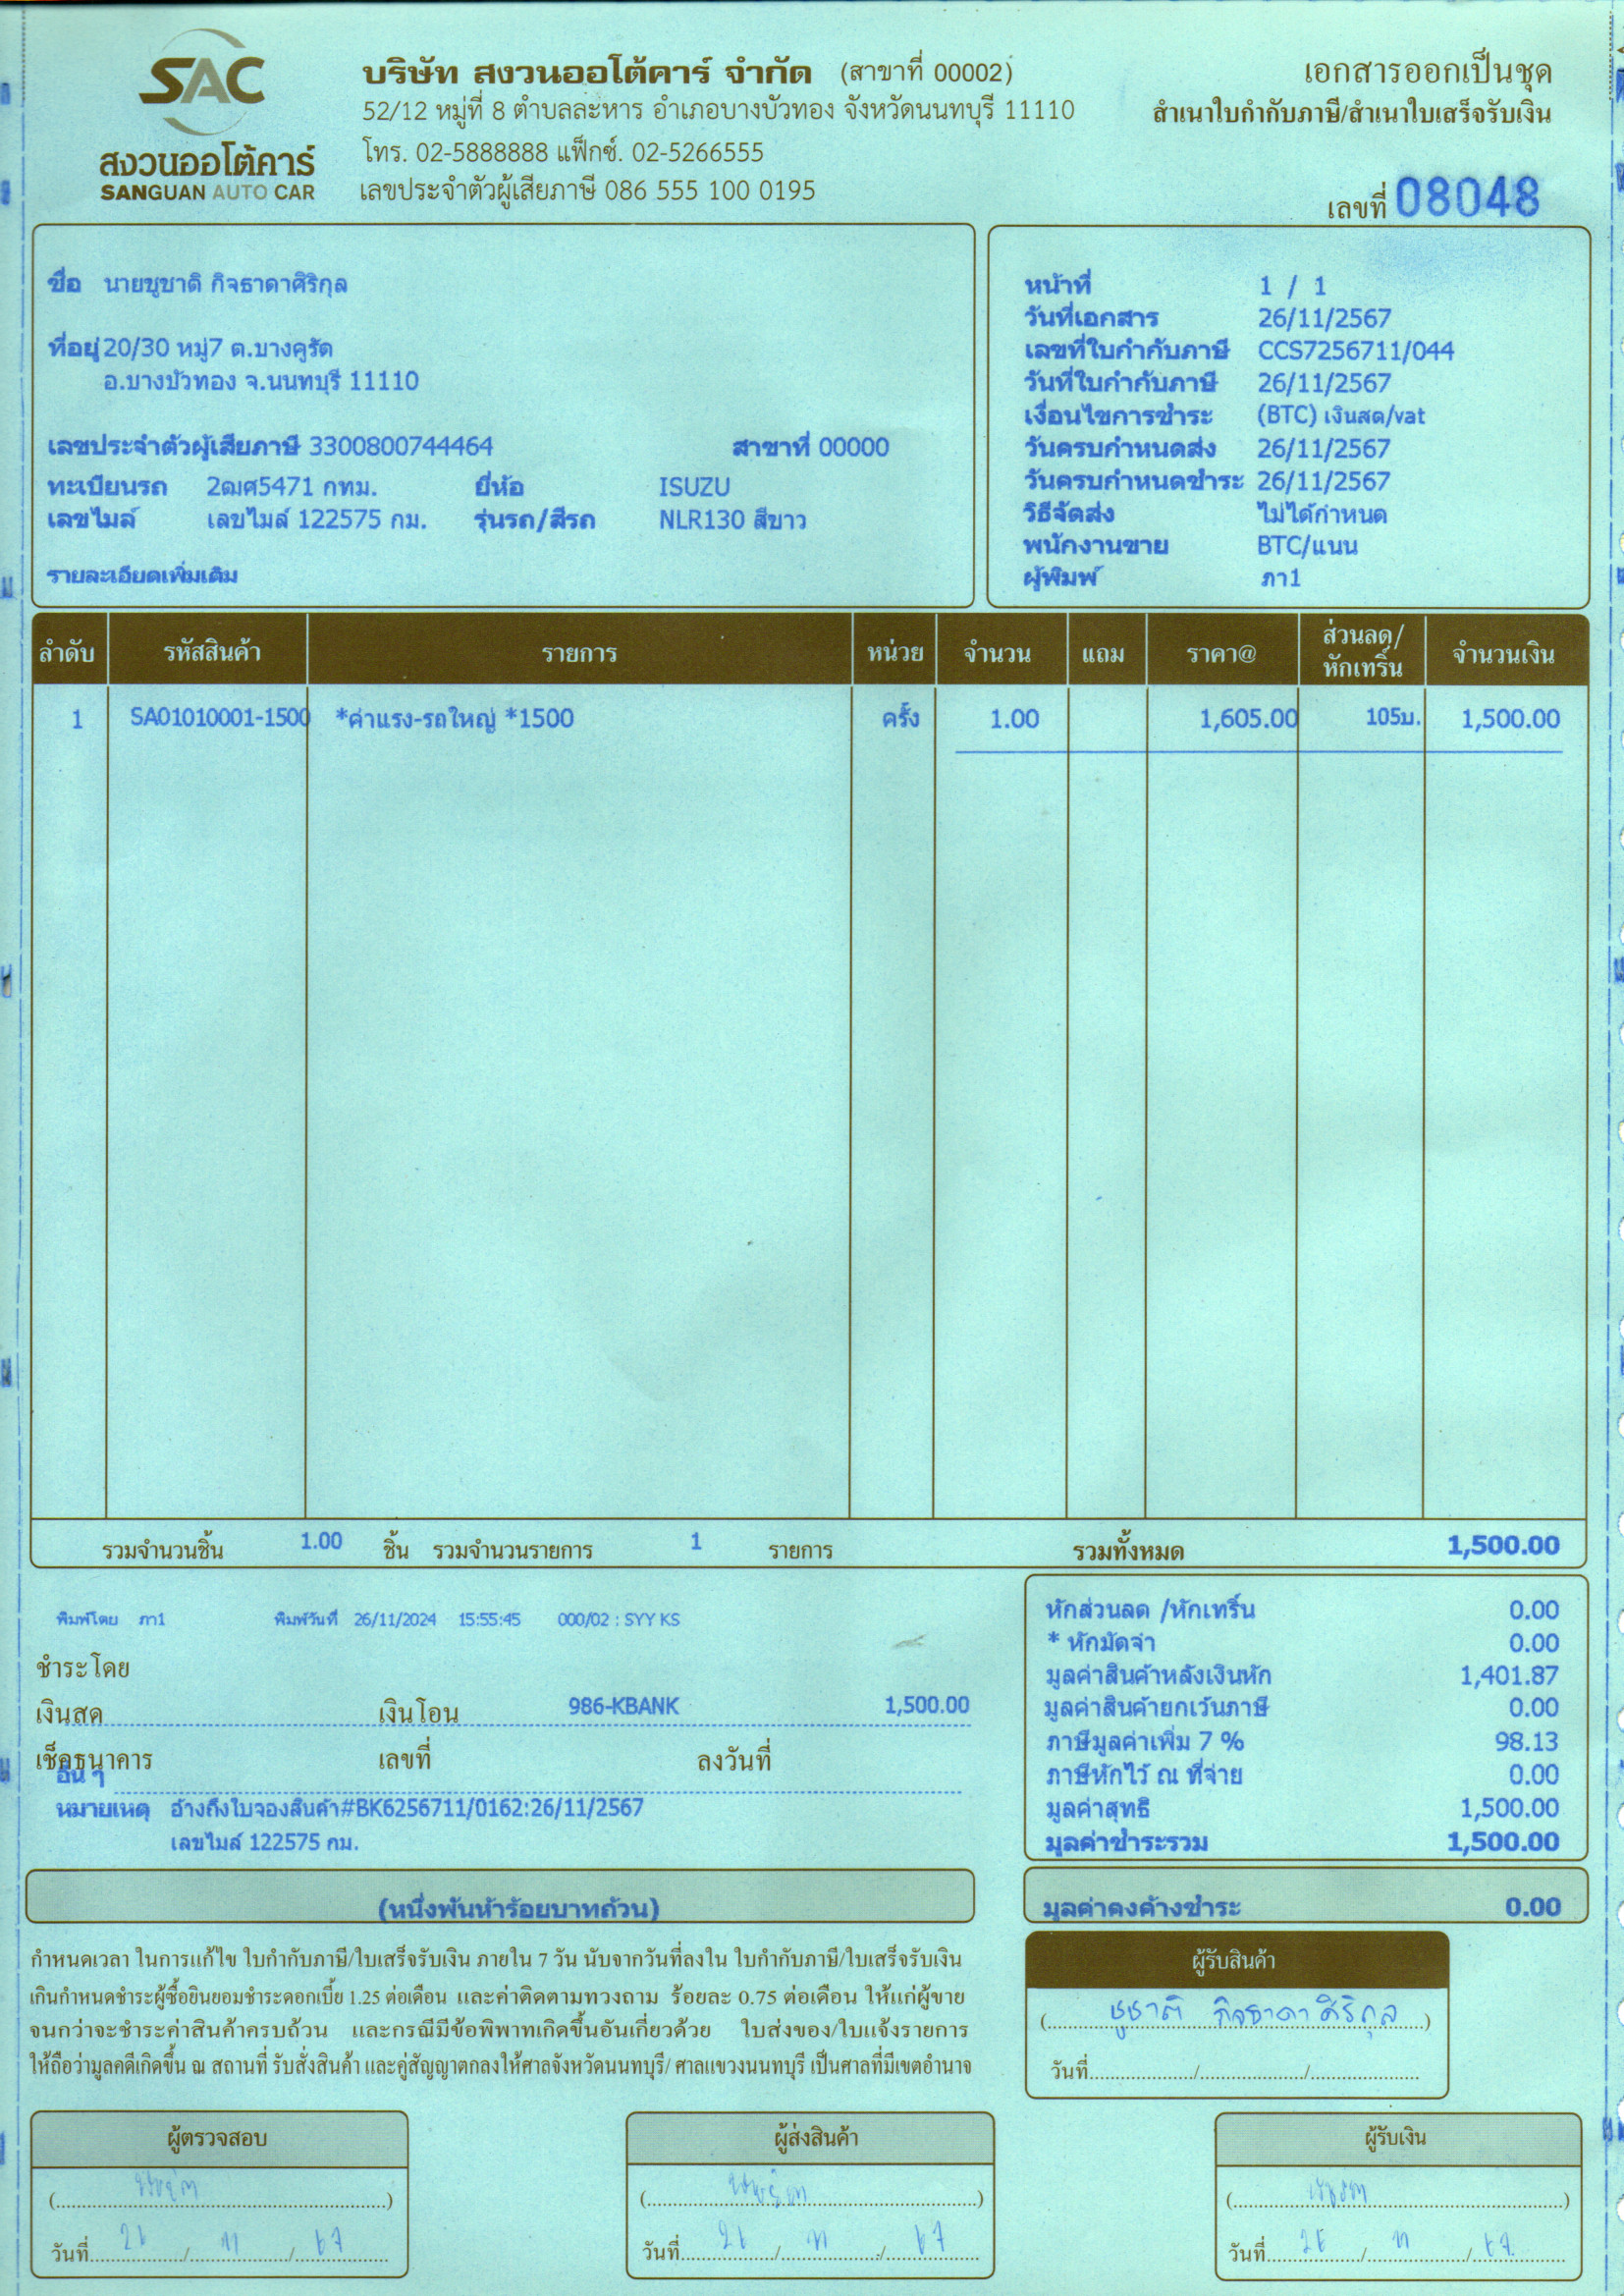 SAC
สงวนออโต้คาร์
SANGUAN AUTO CAR
บริษัท สงวนออโต้คาร์ จำกัด (สาขาที่ 00002)
52/12 หมู่ที่ 8 ตำบลละหาร อำเภอบางบัวทอง จังหวัดนนทบุรี 11110
โทร. 02-5888888 แฟ็กซ์. 02-5266555
เลขประจำตัวผู้เสียภาษี 086 555 100 0195
เอกสารออกเป็นชุด
สำเนาใบกำกับภาษี/สำเนาใบเสร็จรับเงิน
เลขที่ 08048
ชื่อ นายชูชาติ กิจธาดาศิริกุล
ที่อยู่ 20/30 หมู่7 ต.บางคูรัด
อ.บางบัวทอง จ.นนทบุรี 11110
เลขประจำตัวผู้เสียภาษี 3300800744464 สาขาที่ 00000
ทะเบียนรถ 2ฒศ5471 กทม. ยี่ห้อ ISUZU
เลขไมล์ เลขไมล์ 122575 กม. รุ่นรถ/สีรถ NLR130 สีขาว
รายละเอียดเพิ่มเติม
หน้าที่ 1 / 1
วันที่เอกสาร 26/11/2567
เลขที่ใบกำกับภาษี CCS7256711/044
วันที่ใบกำกับภาษี 26/11/2567
เงื่อนไขการชำระ (BTC) เงินสด/vat
วันครบกำหนดส่ง 26/11/2567
วันครบกำหนดชำระ 26/11/2567
วิธีจัดส่ง ไม่ได้กำหนด
พนักงานขาย BTC/แนน
ผู้พิมพ์ ภา1
ลำดับ รหัสสินค้า รายการ หน่วย จำนวน แถม ราคา@ ส่วนลด/หักเทริ์น จำนวนเงิน
1 SA01010001-1500 *ค่าแรง-รถใหญ่ *1500 ครั้ง 1.00 1,605.00 105บ. 1,500.00
รวมจำนวนชิ้น 1.00 ชิ้น รวมจำนวนรายการ 1 รายการ รวมทั้งหมด 1,500.00
พิมพ์โดย ภา1 พิมพ์วันที่ 26/11/2024 15:55:45 000/02 : SYY KS
ชำระโดย
เงินสด เงินโอน 986-KBANK 1,500.00
เช็คธนาคาร เลขที่ ลงวันที่
อื่น ๆ
หมายเหตุ อ้างถึงใบจองสินค้า#BK6256711/0162:26/11/2567
เลขไมล์ 122575 กม.
หักส่วนลด /หักเทริ์น 0.00
* หักมัดจำ 0.00
มูลค่าสินค้าหลังเงินหัก 1,401.87
มูลค่าสินค้ายกเว้นภาษี 0.00
ภาษีมูลค่าเพิ่ม 7 % 98.13
ภาษีหักไว้ ณ ที่จ่าย 0.00
มูลค่าสุทธิ 1,500.00
มูลค่าชำระรวม 1,500.00
(หนึ่งพันห้าร้อยบาทถ้วน)
มูลค่าคงค้างชำระ 0.00
กำหนดเวลา ในการแก้ไข ใบกำกับภาษี/ใบเสร็จรับเงิน ภายใน 7 วัน นับจากวันที่ลงใน ใบกำกับภาษี/ใบเสร็จรับเงิน
เกินกำหนดชำระผู้ซื้อยินยอมชำระดอกเบี้ย 1.25 ต่อเดือน และค่าติดตามทวงถาม ร้อยละ 0.75 ต่อเดือน ให้แก่ผู้ขาย
จนกว่าจะชำระค่าสินค้าครบถ้วน และกรณีมีข้อพิพาทเกิดขึ้นอันเกี่ยวด้วย ใบส่งของ/ใบแจ้งรายการ
ให้ถือว่ามูลคดีเกิดขึ้น ณ สถานที่ รับสั่งสินค้า และคู่สัญญาตกลงให้ศาลจังหวัดนนทบุรี/ ศาลแขวงนนทบุรี เป็นศาลที่มีเขตอำนาจ
ผู้รับสินค้า
(ชูชาติ กิจธาดาศิริกุล)
วันที่ / /
ผู้ตรวจสอบ
วันที่ 26 / 11 / 67
ผู้ส่งสินค้า
วันที่ 26 / 11 / 67
ผู้รับเงิน
วันที่ 26 / 11 / 67